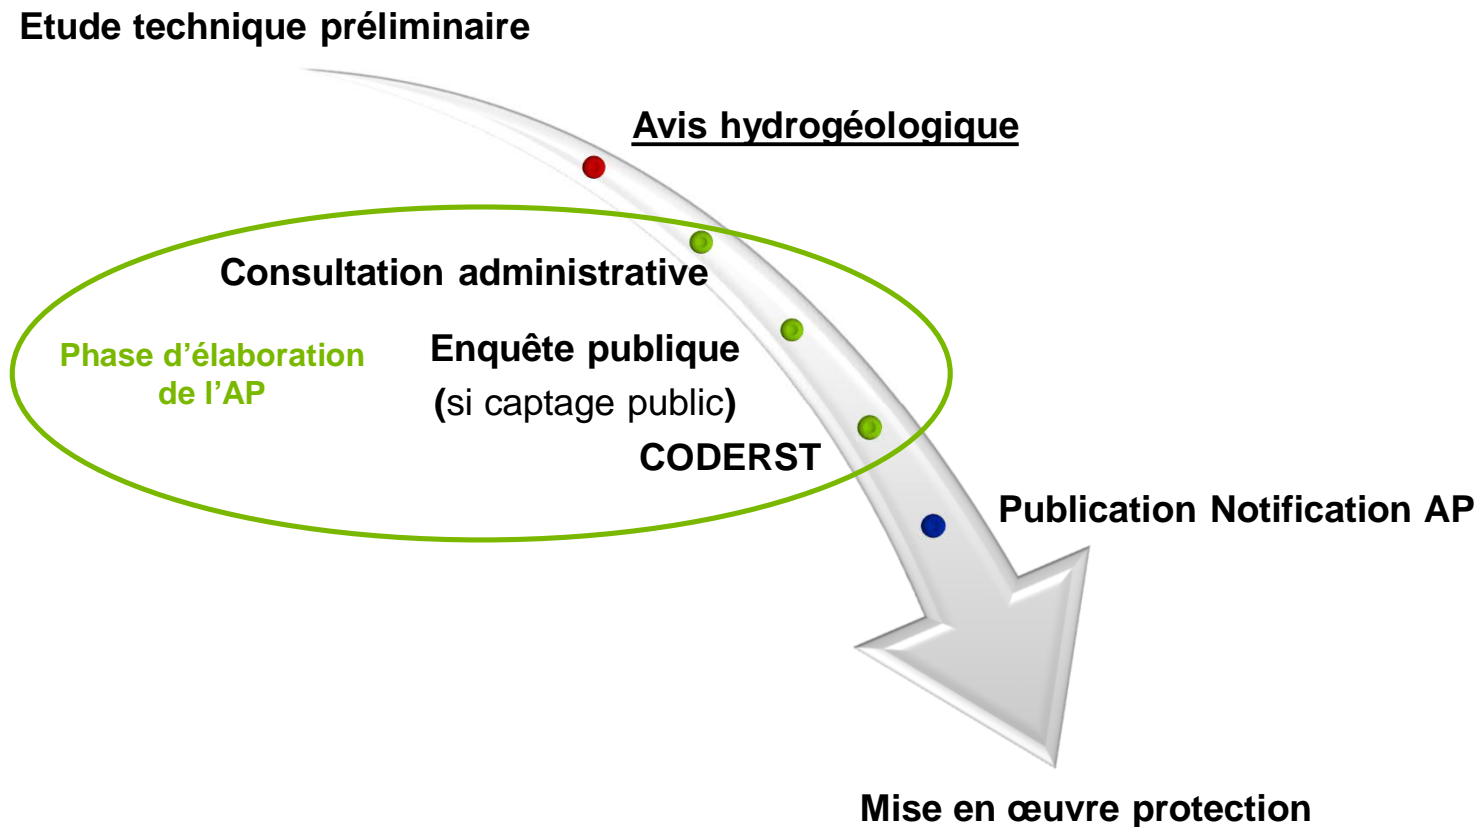 Etude technique préliminaire
Avis hydrogéologique
Consultation administrative
Phase d’élaboration
de l’AP
Enquête publique
(si captage public)
CODERST
Publication Notification AP
Mise en œuvre protection